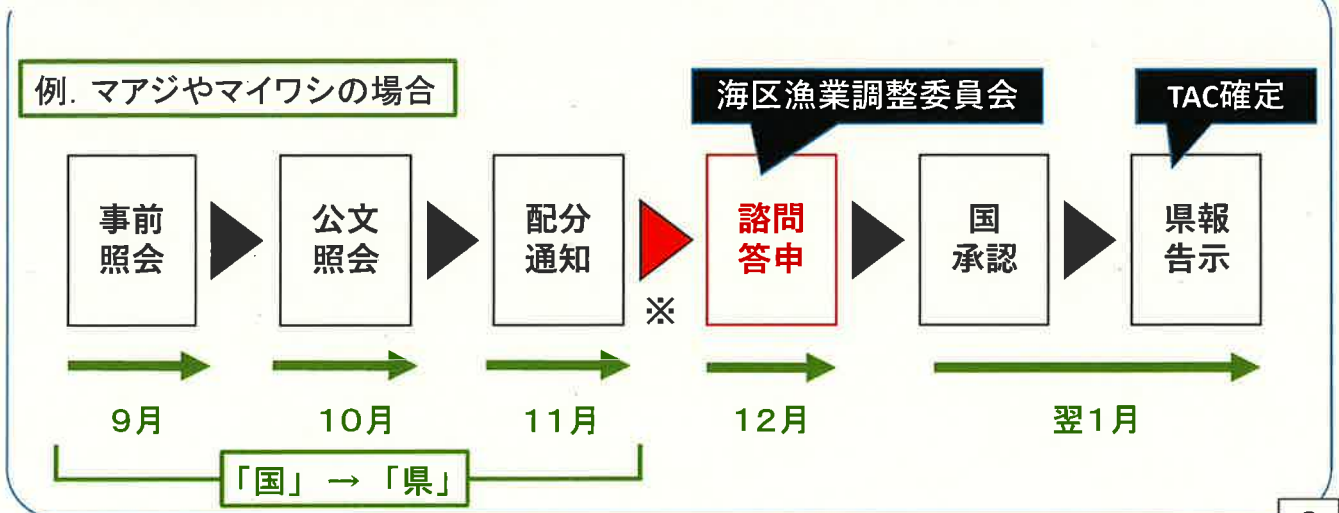 例. マアジやマイワシの場合
海区漁業調整委員会
TAC確定
事前
照会
公文
照会
配分
通知
※
諮問
答申
国
承認
県報
告示
9月
10月
11月
12月
翌1月
「国」 → 「県」